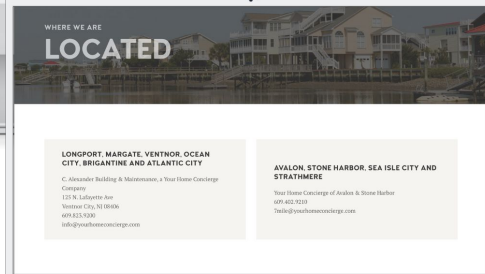 WHERE WE ARE
LOCATED
LONGPORT, MARGATE, VENTNOR, OCEAN
CITY, BRIGANTINE AND ATLANTIC CITY
C. Alexander Building & Maintenance, a Your Home Concierge
Company
125 N. Lafayette Ave
Ventnor City, NJ 08406
609.823.9200
info@yourhomeconcierge.com
AVALON, STONE HARBOR, SEA ISLE CITY AND
STRATHMERE
Your Home Concierge of Avalon & Stone Harbor
609.402.9210
7mile@yourhomeconcierge.com